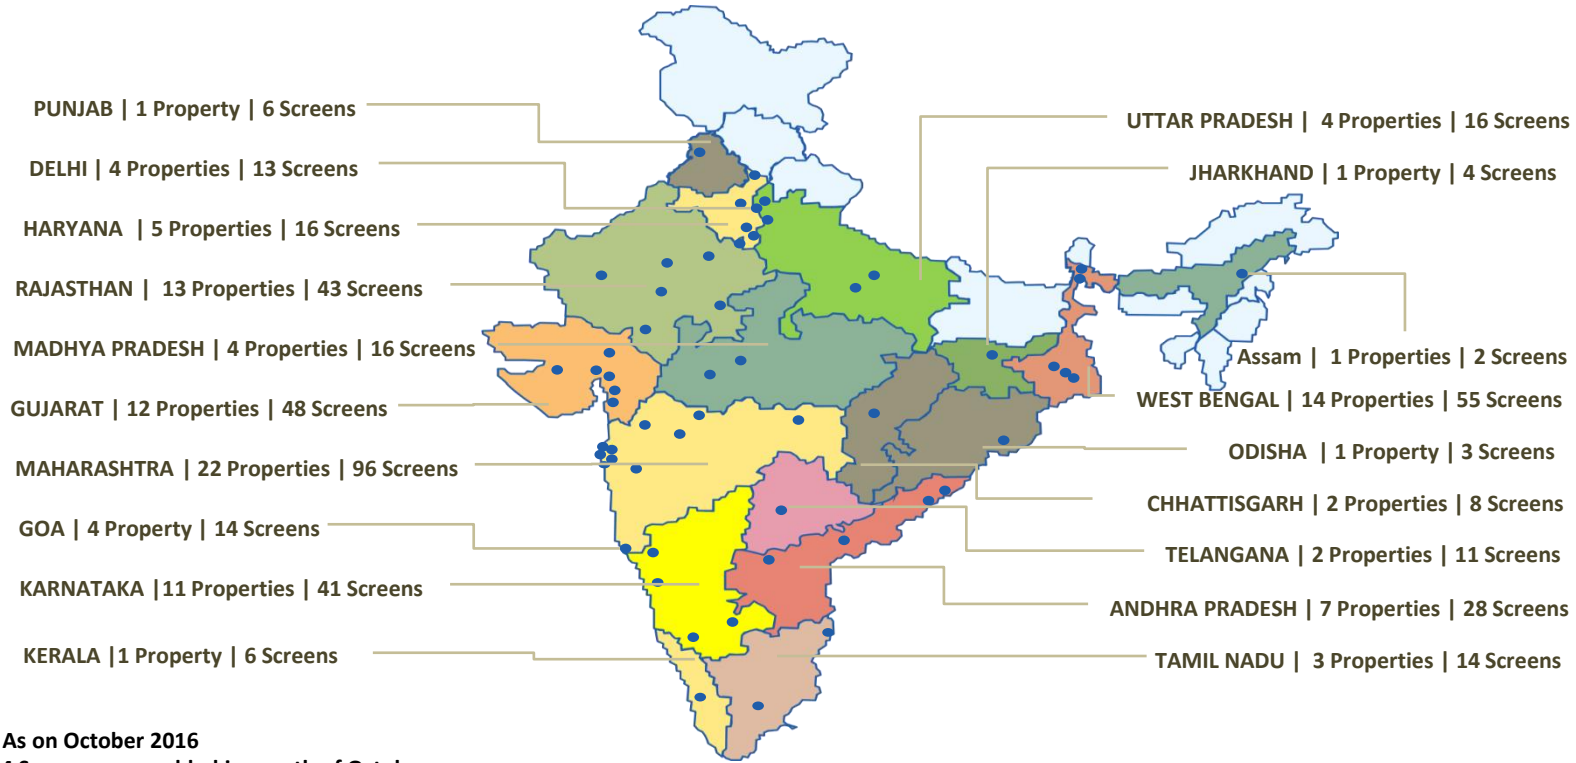 PUNJAB | 1 Property | 6 Screens
DELHI | 4 Properties | 13 Screens
HARYANA | 5 Properties | 16 Screens
RAJASTHAN | 13 Properties | 43 Screens
MADHYA PRADESH | 4 Properties | 16 Screens
GUJARAT | 12 Properties | 48 Screens
MAHARASHTRA | 22 Properties | 96 Screens
GOA | 4 Property | 14 Screens
KARNATAKA |11 Properties | 41 Screens
KERALA |1 Property | 6 Screens
UTTAR PRADESH | 4 Properties | 16 Screens
JHARKHAND | 1 Property | 4 Screens
Assam | 1 Properties | 2 Screens
WEST BENGAL | 14 Properties | 55 Screens
ODISHA | 1 Property | 3 Screens
CHHATTISGARH | 2 Properties | 8 Screens
TELANGANA | 2 Properties | 11 Screens
ANDHRA PRADESH | 7 Properties | 28 Screens
TAMIL NADU | 3 Properties | 14 Screens
As on October 2016